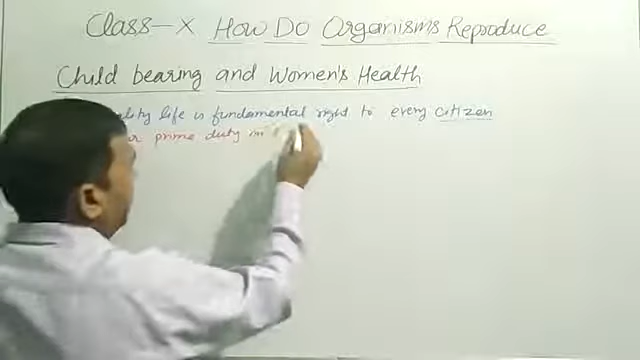 Class-X How Do Organisms Reproduce
Child bearing and Women's Health
life is fundamental right to every citizen
prime duty